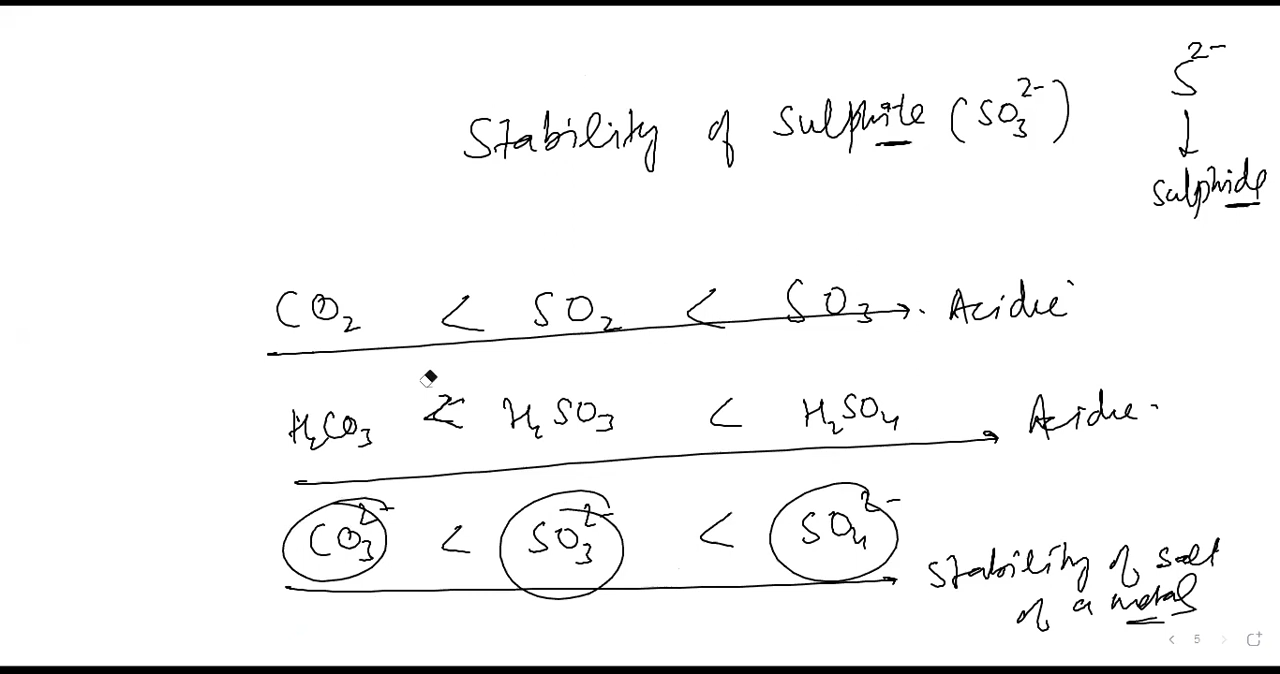 Stability of Sulphite (SO₃²⁻)
S²⁻
↓
sulphide
CO₂ < SO₂ < SO₃ → Acidic
H₂CO₃ < H₂SO₃ < H₂SO₄ → Acidic
CO₃²⁻ < SO₃²⁻ < SO₄²⁻
Stability of salt
of a metal
< 5 >